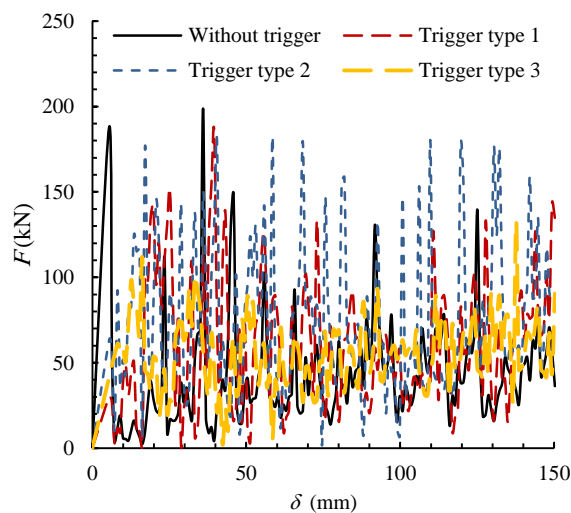 250
200
150
100
50
0
F(kN)
Without trigger
Trigger type 1
Trigger type 2
Trigger type 3
0
50
100
150
δ (mm)